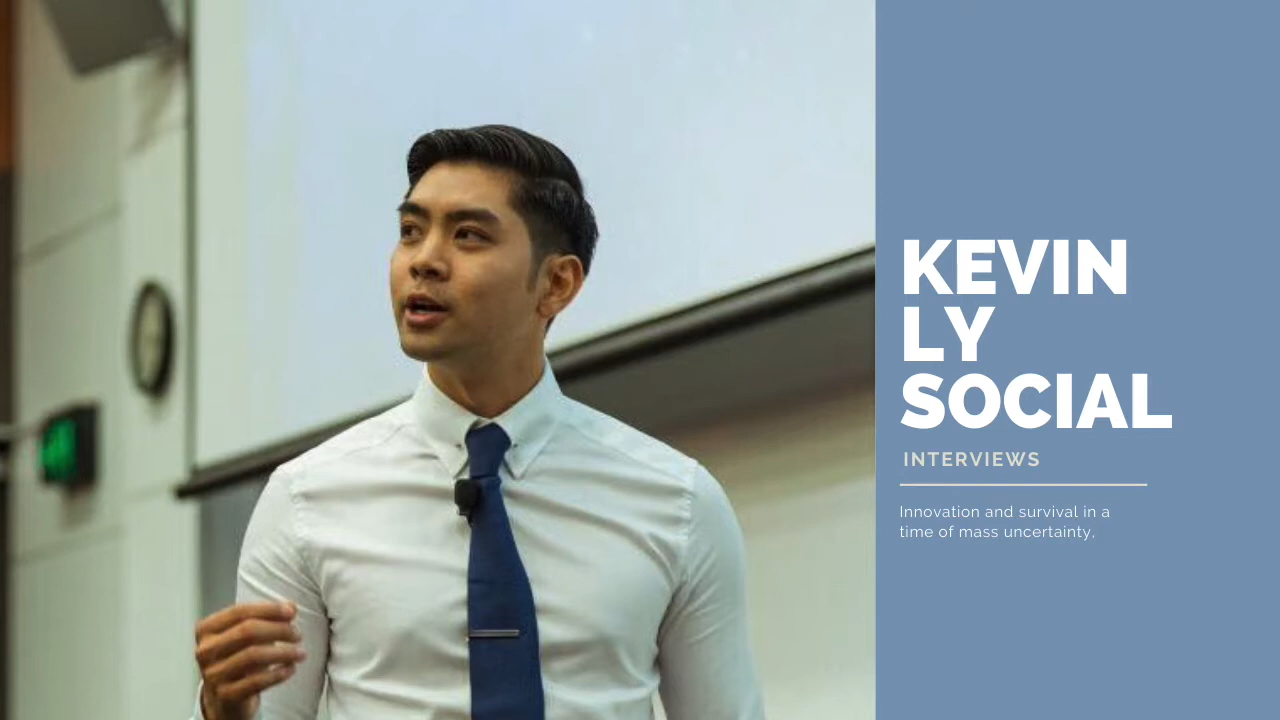 KEVIN
LY
SOCIAL
INTERVIEWS
Innovation and survival in a
time of mass uncertainty,